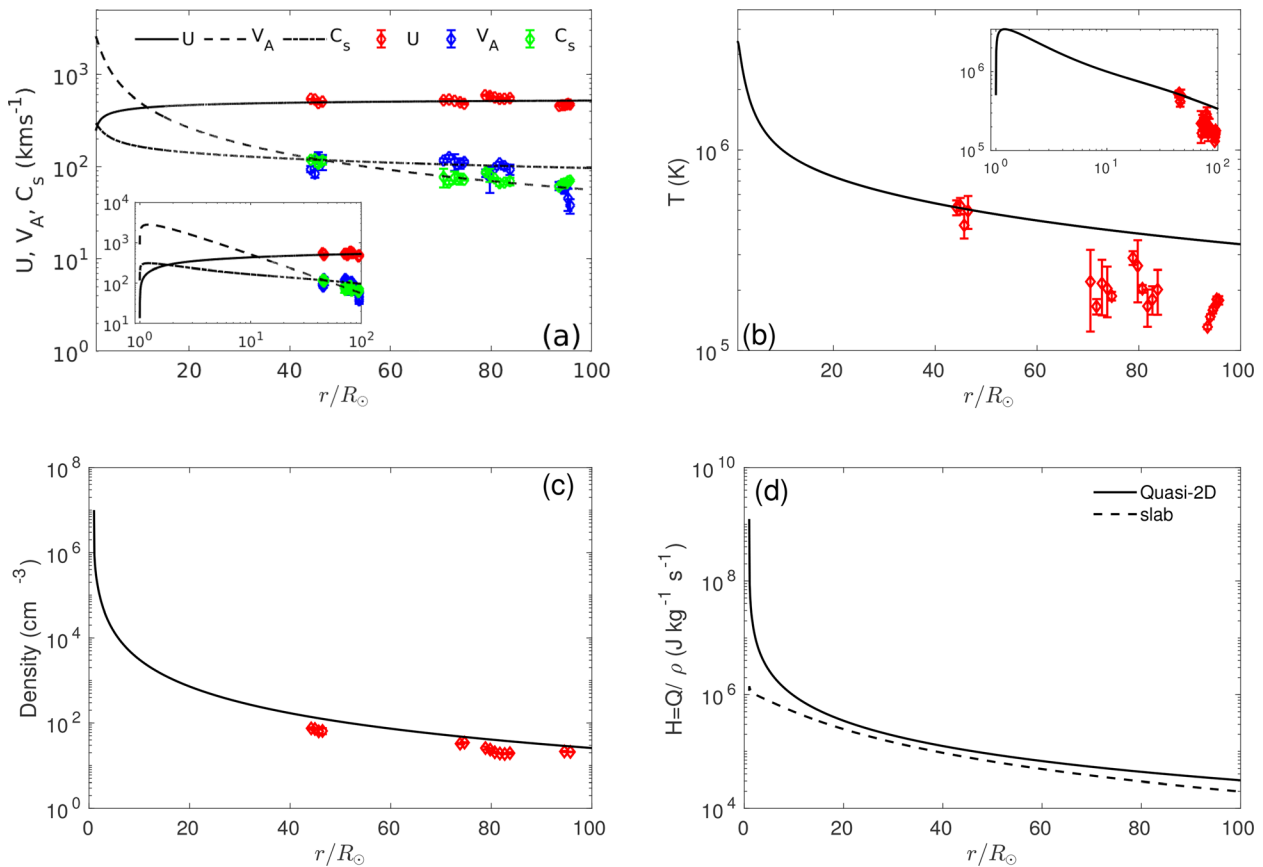 U V_A C_s U V_A C_s
10^3
10^2
10^1
10^0
U, V_A, C_s (kms^-1)
10^4
10^3
10^2
10^1
10^0 10^1 10^2
(a)
20 40 60 80 100
r/R_⊙
T (K)
10^6
10^5
10^6
10^5
10^0 10^1 10^2
(b)
20 40 60 80 100
r/R_⊙
Density (cm ^-3)
10^8
10^6
10^4
10^2
10^0
(c)
0 20 40 60 80 100
r/R_⊙
H=Q/ ρ (J kg^-1 s^-1)
10^10
10^8
10^6
10^4
(d)
Quasi-2D
slab
0 20 40 60 80 100
r/R_⊙